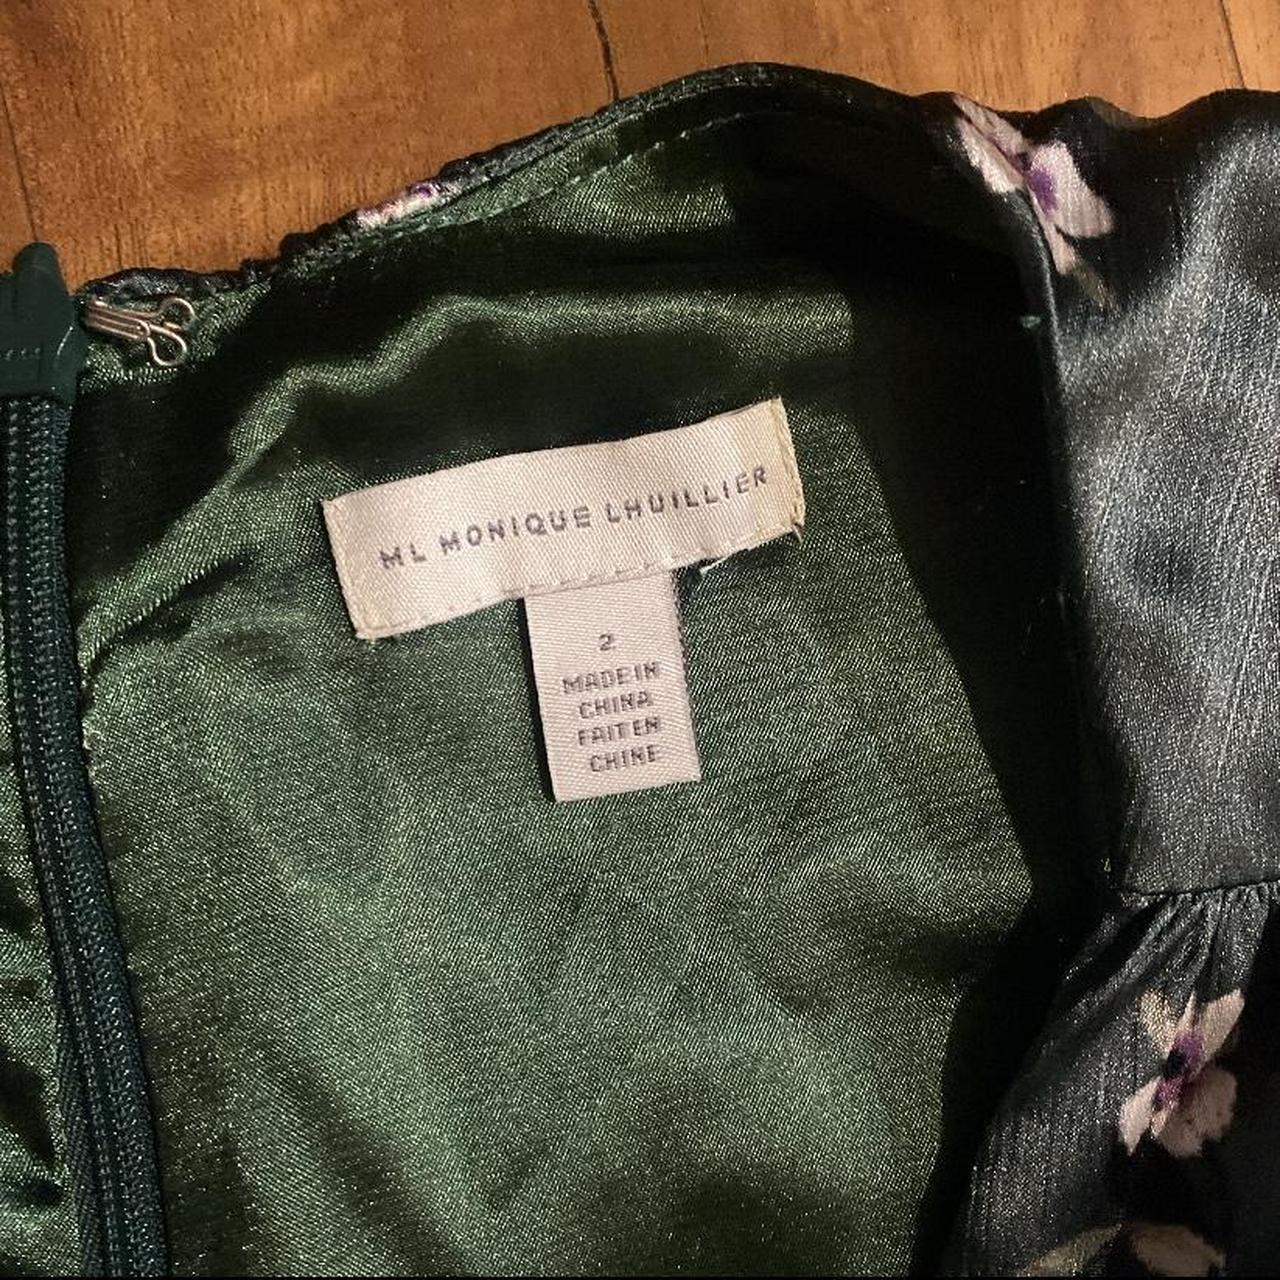 ML MONIQUE LHUILLIER
2
MADE IN
CHINA
FAIT EN
CHINE